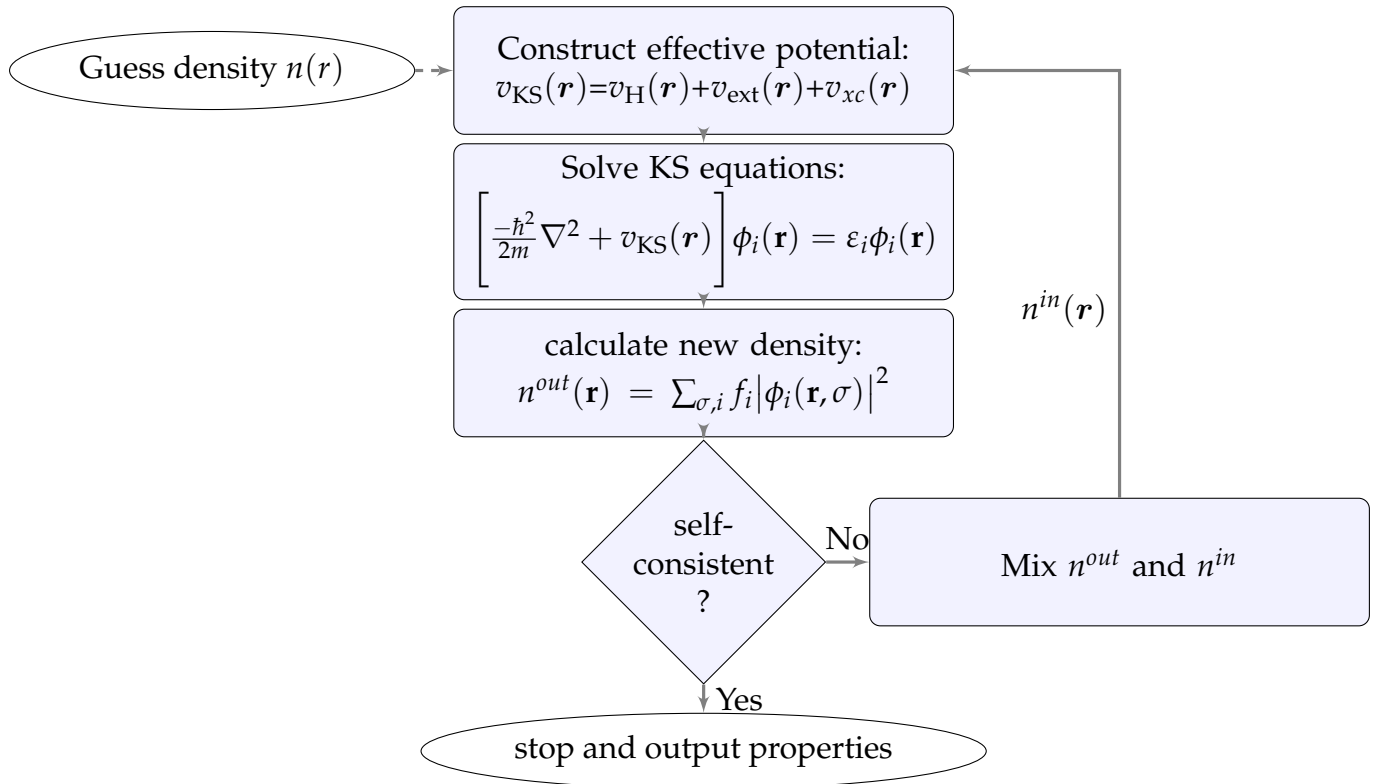 Guess density n(r)
Construct effective potential:
v_KS(r)=v_H(r)+v_ext(r)+v_xc(r)
Solve KS equations:
[−ħ²/2m ∇² + v_KS(r)] ϕ_i(r) = ε_i ϕ_i(r)
calculate new density:
n^out(r) = ∑_σ,i f_i |ϕ_i(r, σ)|²
n^in(r)
self-
consistent
?
No
Mix n^out and n^in
Yes
stop and output properties